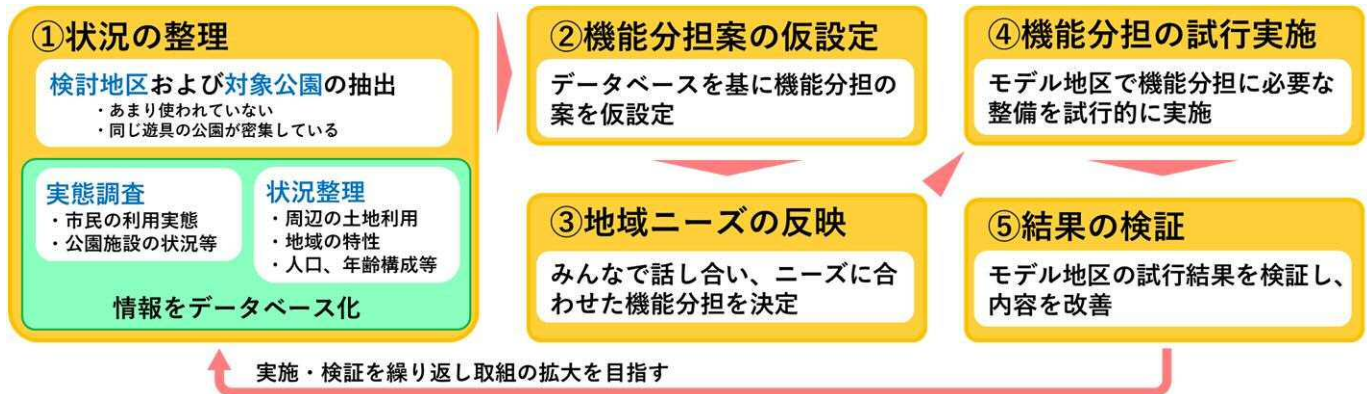 ①状況の整理
検討地区および対象公園の抽出
・あまり使われていない
・同じ遊具の公園が密集している
実態調査
・市民の利用実態
・公園施設の状況等
状況整理
・周辺の土地利用
・地域の特性
・人口、年齢構成等
情報をデータベース化
②機能分担案の仮設定
データベースを基に機能分担の
案を仮設定
③地域ニーズの反映
みんなで話し合い、ニーズに合
わせた機能分担を決定
④機能分担の試行実施
モデル地区で機能分担に必要な
整備を試行的に実施
⑤結果の検証
モデル地区の試行結果を検証し、
内容を改善
実施・検証を繰り返し取組の拡大を目指す